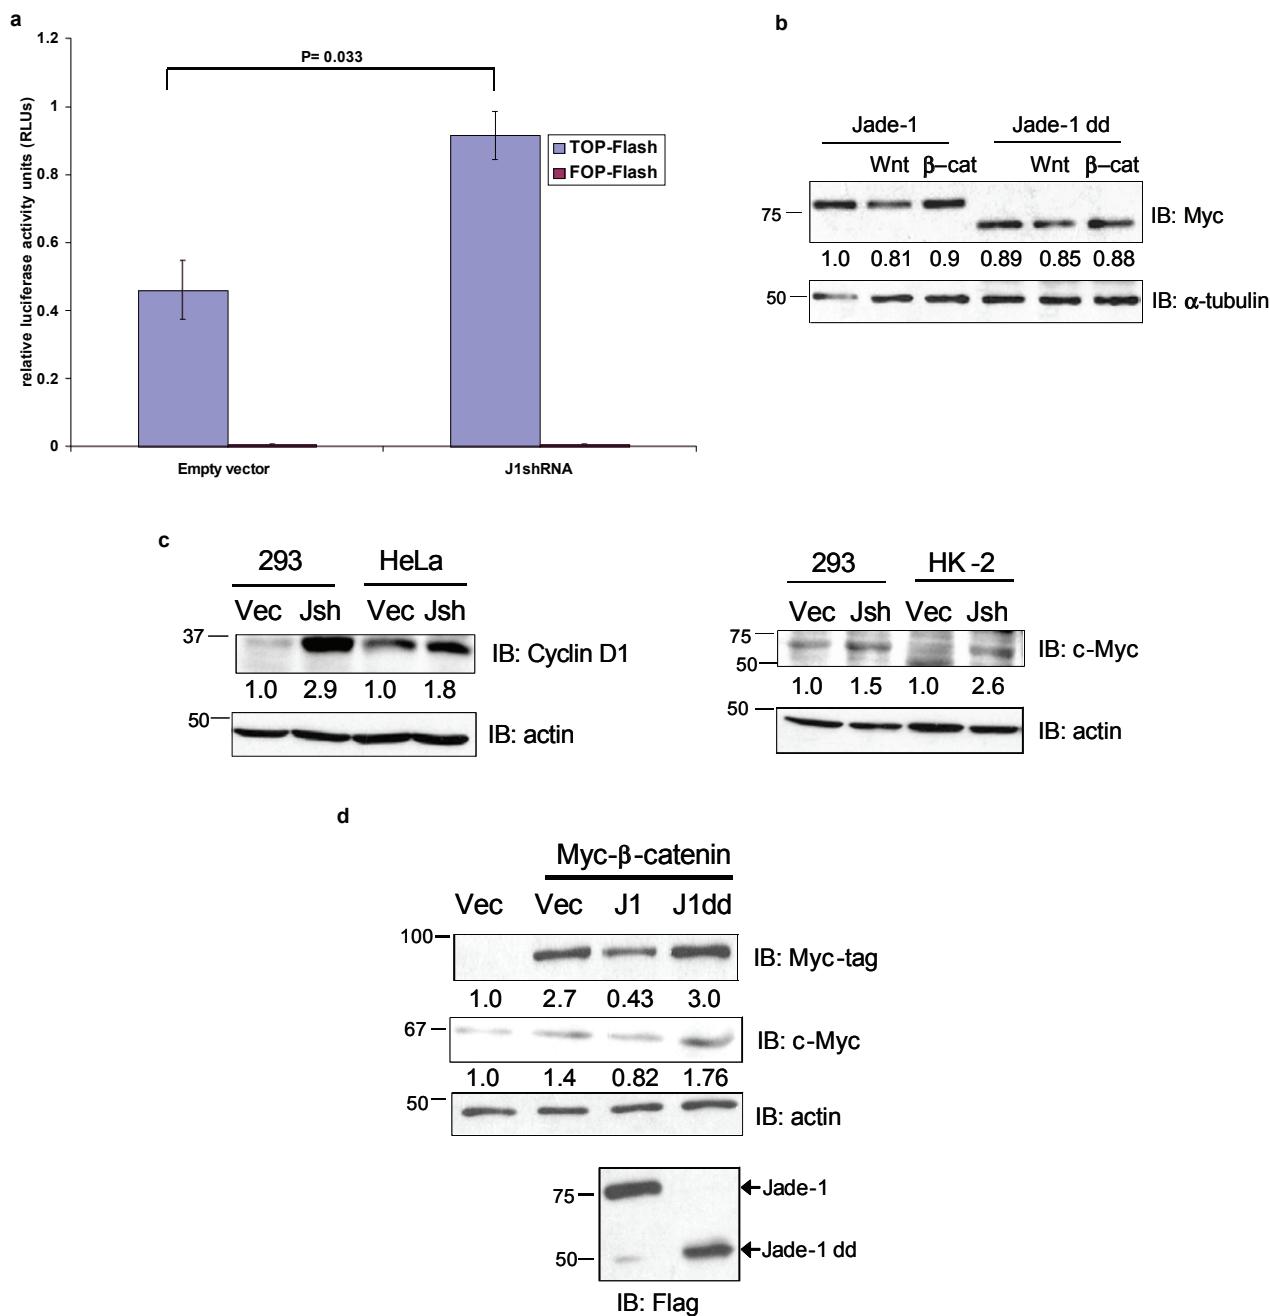 a
1.2
1
0.8
0.6
0.4
0.2
0
relative luciferase activity units (RLUs)
P= 0.033
TOP-Flash
FOP-Flash
Empty vector J1shRNA
b
Jade-1 Jade-1 dd
Wnt β–cat Wnt β–cat
75 IB: Myc
1.0 0.81 0.9 0.89 0.85 0.88
50 IB: α-tubulin
c
293 HeLa
Vec Jsh Vec Jsh
37 IB: Cyclin D1
1.0 2.9 1.0 1.8
50 IB: actin
293 HK -2
Vec Jsh Vec Jsh
75
50 IB: c-Myc
1.0 1.5 1.0 2.6
50 IB: actin
d
Myc-β-catenin
Vec Vec J1 J1dd
100 IB: Myc-tag
1.0 2.7 0.43 3.0
67 IB: c-Myc
1.0 1.4 0.82 1.76
50 IB: actin
75 Jade-1
50 Jade-1 dd
IB: Flag